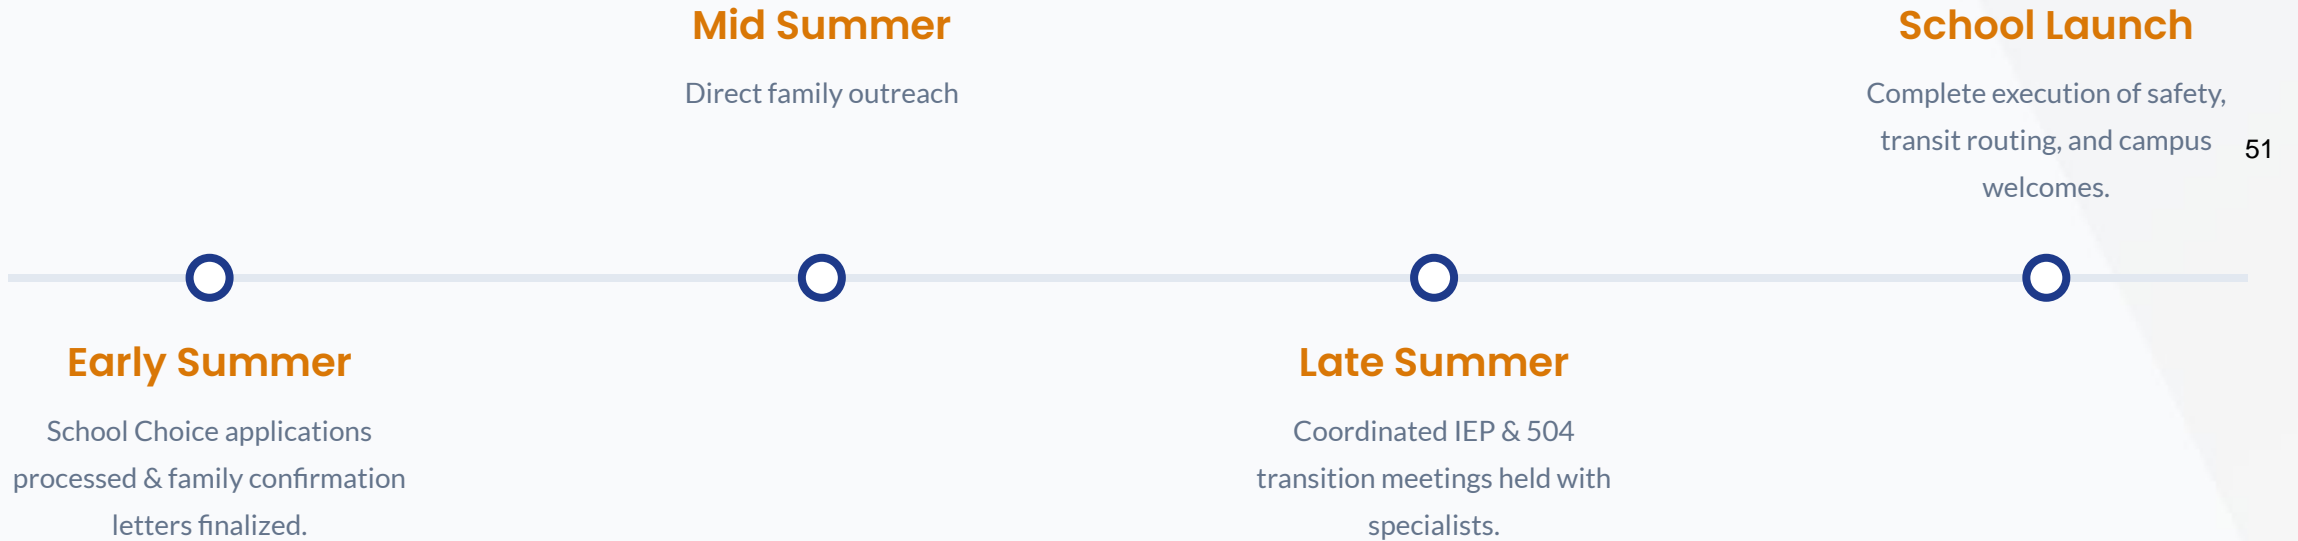 Mid Summer
Direct family outreach
School Launch
Complete execution of safety,
transit routing, and campus
welcomes.
51
Early Summer
School Choice applications
processed & family confirmation
letters finalized.
Late Summer
Coordinated IEP & 504
transition meetings held with
specialists.